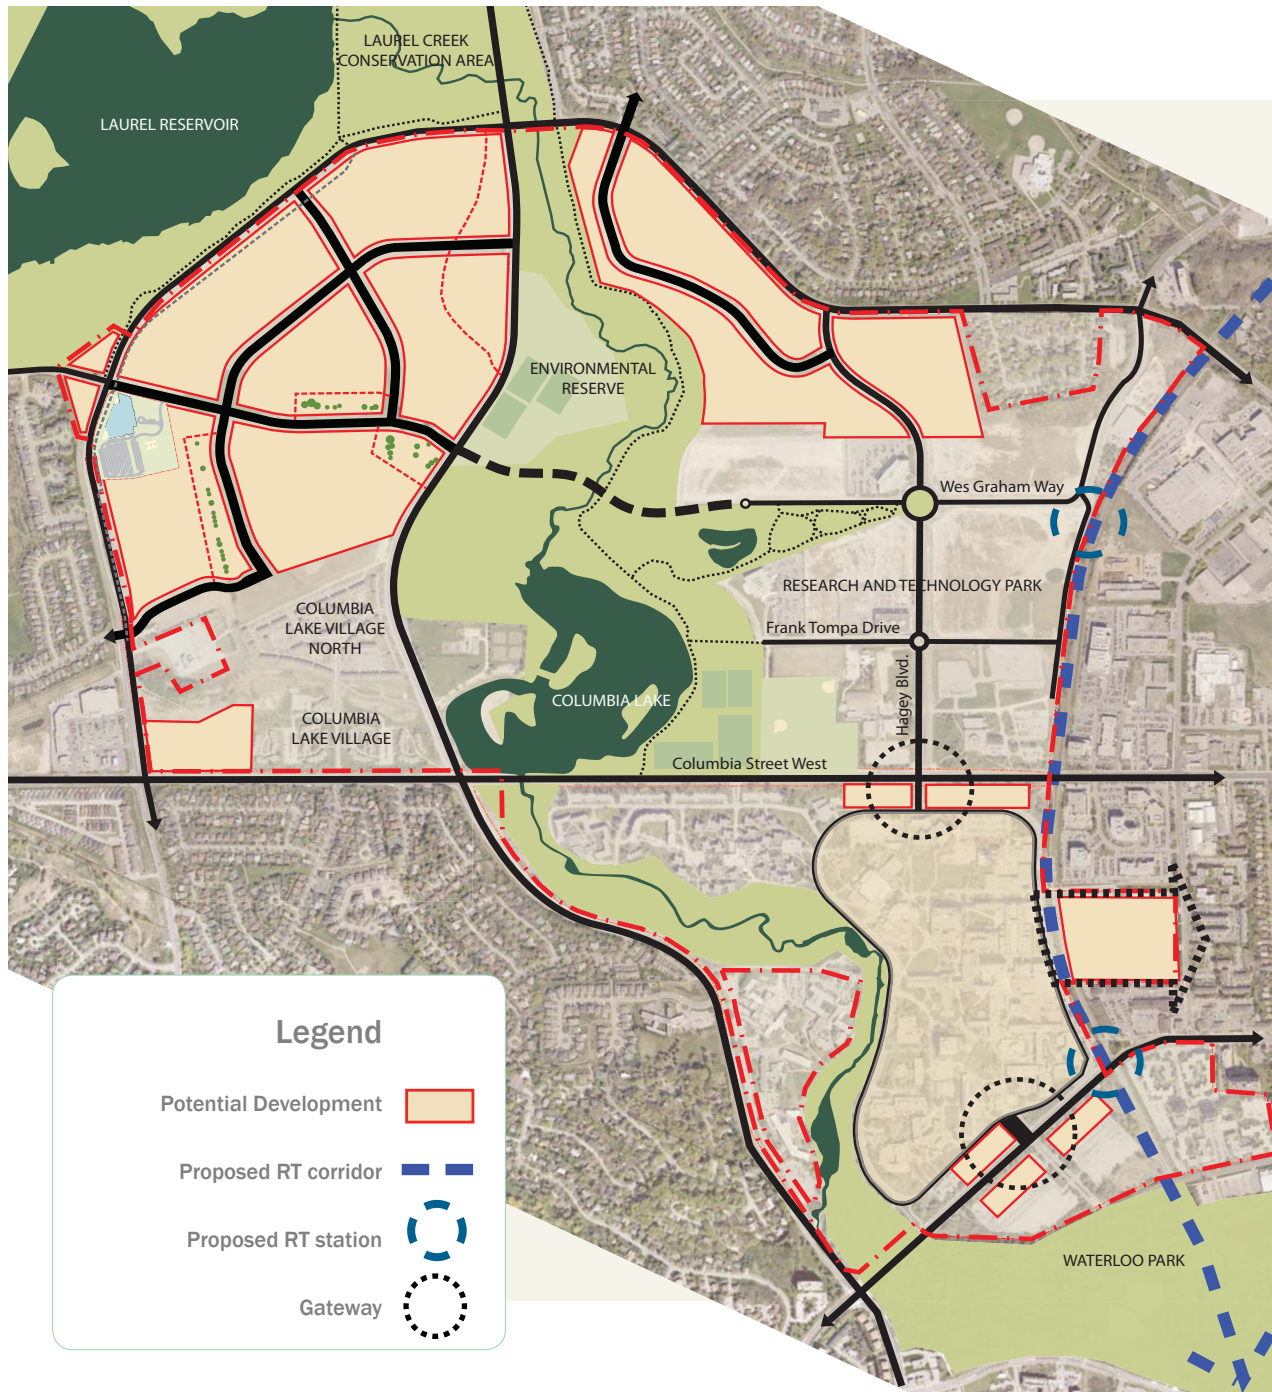 LAUREL CREEK
CONSERVATION AREA
LAUREL RESERVOIR
ENVIRONMENTAL
RESERVE
Wes Graham Way
RESEARCH AND TECHNOLOGY PARK
COLUMBIA
LAKE VILLAGE
NORTH
Frank Tompa Drive
Hagey Blvd.
COLUMBIA LAKE
COLUMBIA
LAKE VILLAGE
Columbia Street West
Legend
Potential Development
Proposed RT corridor
Proposed RT station
Gateway
WATERLOO PARK